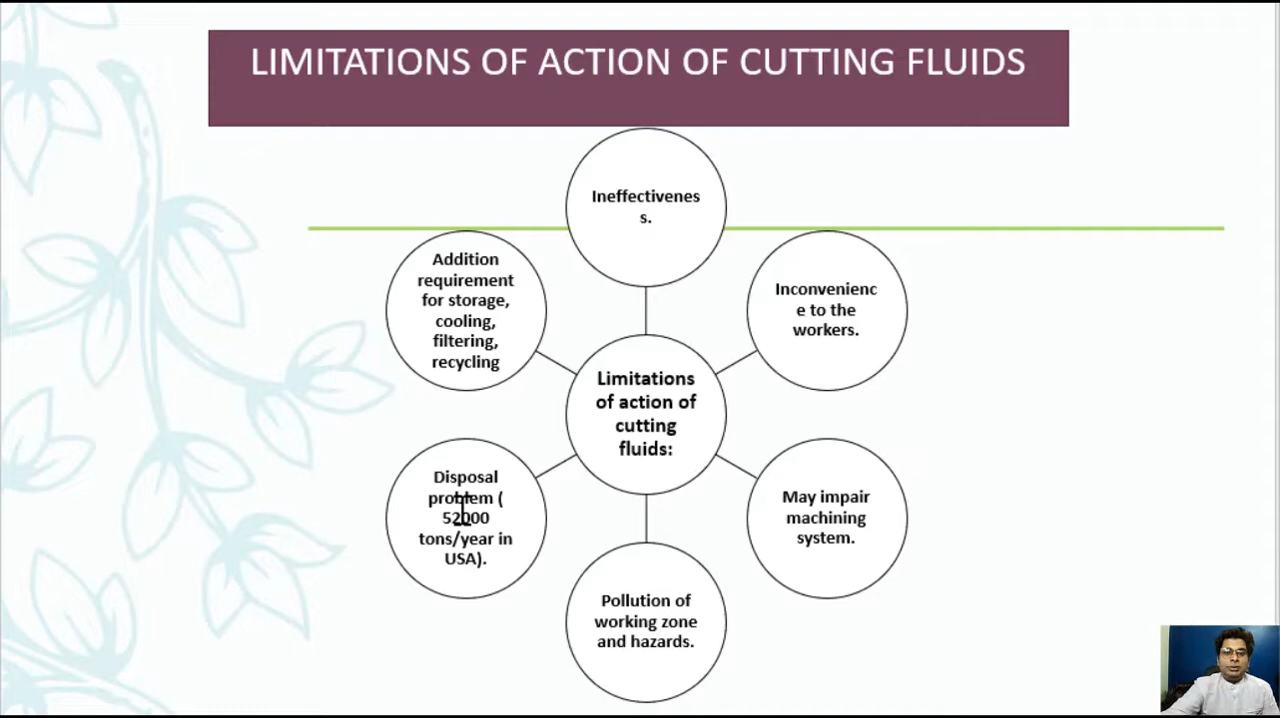 LIMITATIONS OF ACTION OF CUTTING FLUIDS
Ineffectivenes
s.
Inconvenienc
e to the
workers.
May impair
machining
system.
Pollution of
working zone
and hazards.
Disposal
problem (
52000
tons/year in
USA).
Addition
requirement
for storage,
cooling,
filtering,
recycling
Limitations
of action of
cutting
fluids: